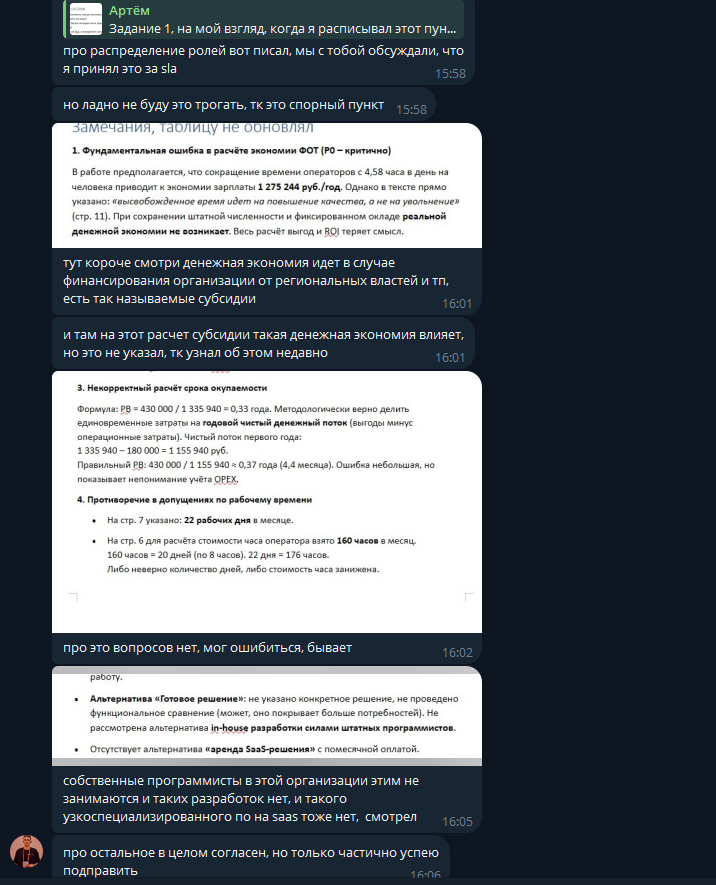 Артём
Задание 1, на мой взгляд, когда я расписывал этот пун...
про распределение ролей вот писал, мы с тобой обсуждали, что
я принял это за sla
15:58
но ладно не буду это трогать, тк это спорный пункт
15:58
Замечания, таблицу не обновлял
1. Фундаментальная ошибка в расчёте экономии ФОТ (P0 – критично)
В работе предполагается, что сокращение времени операторов с 4,58 часа в день на
человека приводит к экономии зарплаты 1 275 244 руб./год. Однако в тексте прямо
указано: «высвобожденное время идет на повышение качества, а не на увольнение»
(стр. 11). При сохранении штатной численности и фиксированном окладе реальной
денежной экономии не возникает. Весь расчёт выгод и ROI теряет смысл.
тут короче смотри денежная экономия идет в случае
финансирования организации от региональных властей и тп,
есть так называемые субсидии
16:01
и там на этот расчет субсидии такая денежная экономия влияет,
но это не указал, тк узнал об этом недавно
16:01
3. Некорректный расчёт срока окупаемости
Формула: PB = 430 000 / 1 335 940 = 0,33 года. Методологически верно делить
единовременные затраты на годовой чистый денежный поток (выгоды минус
операционные затраты). Чистый поток первого года:
1 335 940 – 180 000 = 1 155 940 руб.
Правильный PB: 430 000 / 1 155 940 ≈ 0,37 года (4,4 месяца). Ошибка небольшая, но
показывает непонимание учёта OPEX.
4. Противоречие в допущениях по рабочему времени
• На стр. 7 указано: 22 рабочих дня в месяце.
• На стр. 6 для расчёта стоимости часа оператора взято 160 часов в месяц.
160 часов = 20 дней (по 8 часов). 22 дня = 176 часов.
Либо неверно количество дней, либо стоимость часа занижена.
про это вопросов нет, мог ошибиться, бывает
16:02
работу.
• Альтернатива «Готовое решение»: не указано конкретное решение, не проведено
функциональное сравнение (может, оно покрывает больше потребностей). Не
рассмотрена альтернатива in-house разработки силами штатных программистов.
• Отсутствует альтернатива «аренда SaaS-решения» с помесячной оплатой.
собственные программисты в этой организации этим не
занимаются и таких разработок нет, и такого
узкоспециализированного по на saas тоже нет, смотрел
16:05
про остальное в целом согласен, но только частично успею
подправить
16:06